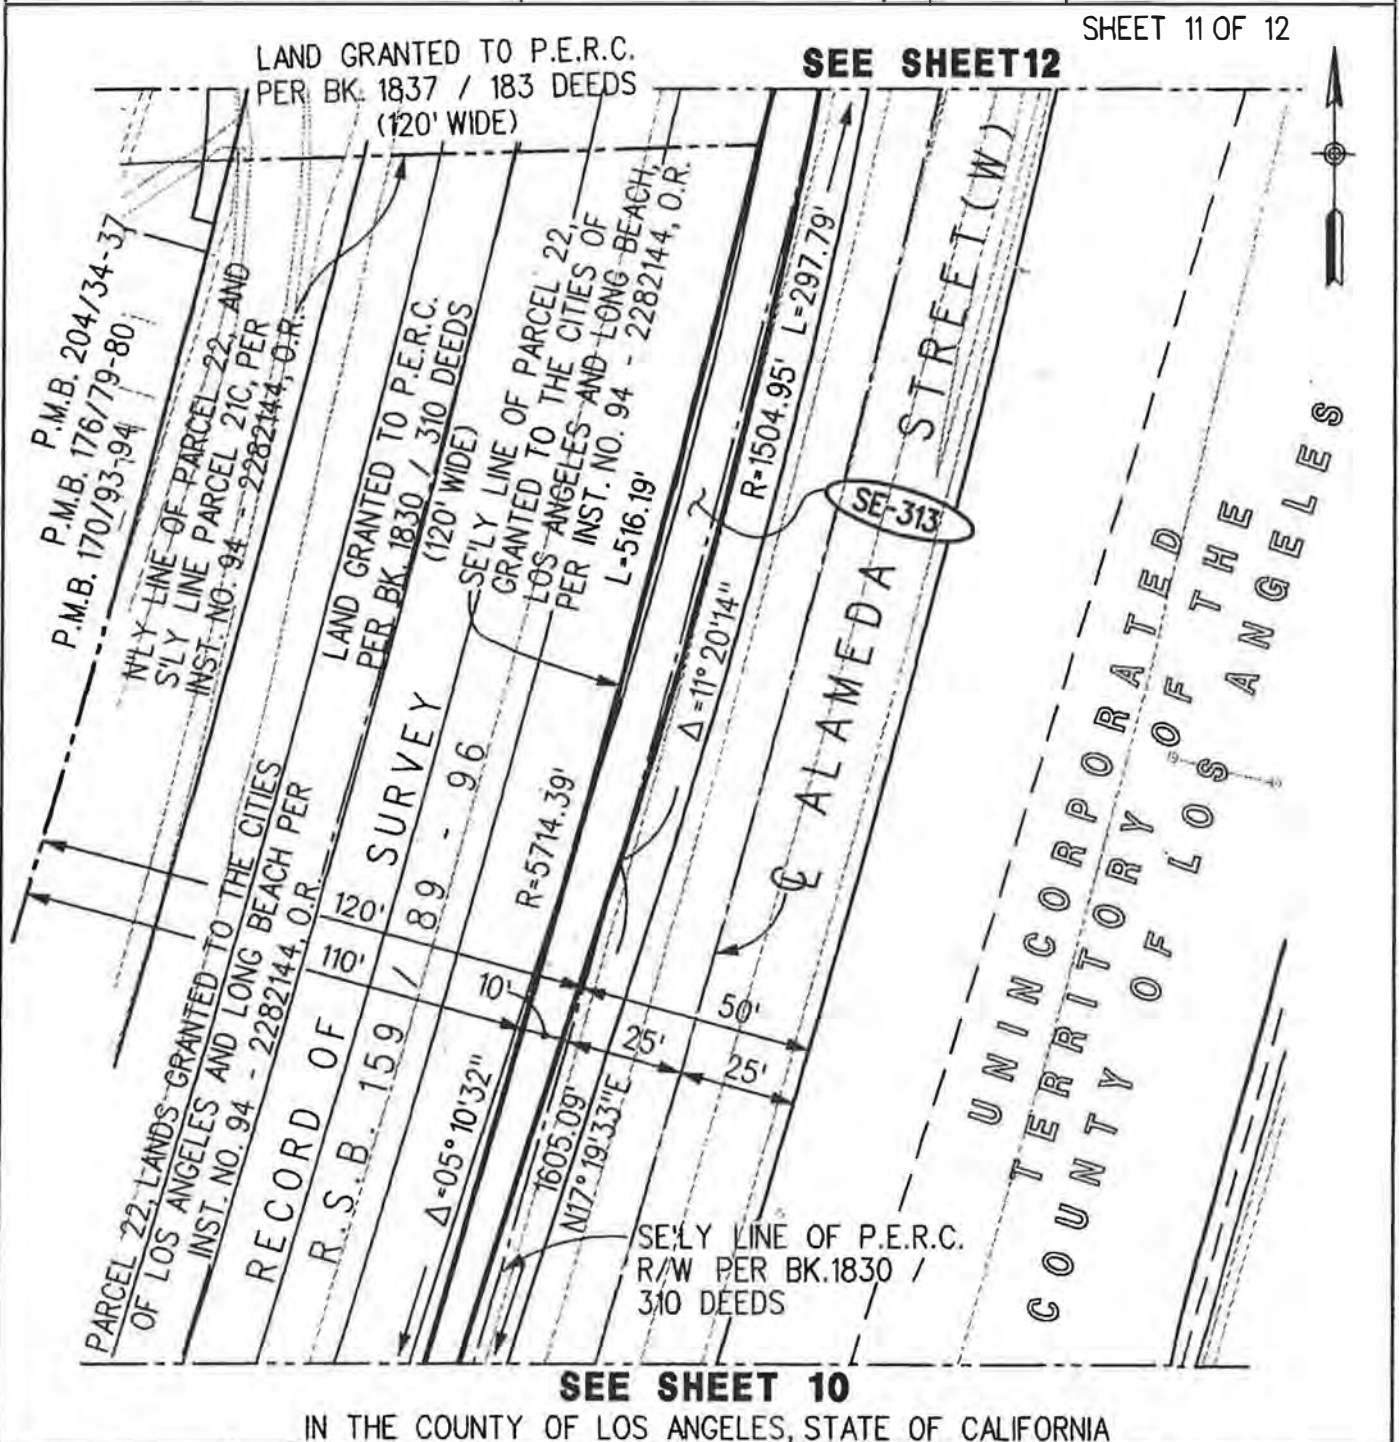 SHEET 11 OF 12
SEE SHEET12
LAND GRANTED TO P.E.R.C.
PER BK. 1837 / 183 DEEDS
(120' WIDE)
P.M.B. 204/34-37
P.M.B. 176/79-80
P.M.B. 170/93-94
N'LY LINE OF PARCEL 22, AND
S'LY LINE PARCEL 21C, PER
INST. NO. 94 - 2282144, O.R.
LAND GRANTED TO P.E.R.C.
PER BK. 1830 / 310 DEEDS
(120' WIDE)
SE'LY LINE OF PARCEL 22,
GRANTED TO THE CITIES OF
LOS ANGELES AND LONG BEACH,
PER INST. NO. 94 - 2282144, O.R.
L=516.19'
R=5714.39'
Δ=05°10'32"
R=1504.95' L=297.79'
Δ=11°20'14"
SE-313
ALAMEDA STREET(W)
℄
UNINCORPORATED
TERRITORY OF THE
COUNTY OF LOS ANGELES
PARCEL 22, LANDS GRANTED TO THE CITIES
OF LOS ANGELES AND LONG BEACH PER
INST. NO. 94 - 2282144, O.R.
RECORD OF SURVEY
R.S.B. 159 / 89 - 96
120'
110'
10'
50'
25'
25'
1605.09'
N17°19'33"E
SE'LY LINE OF P.E.R.C.
R/W PER BK.1830 /
310 DEEDS
SEE SHEET 10
IN THE COUNTY OF LOS ANGELES, STATE OF CALIFORNIA